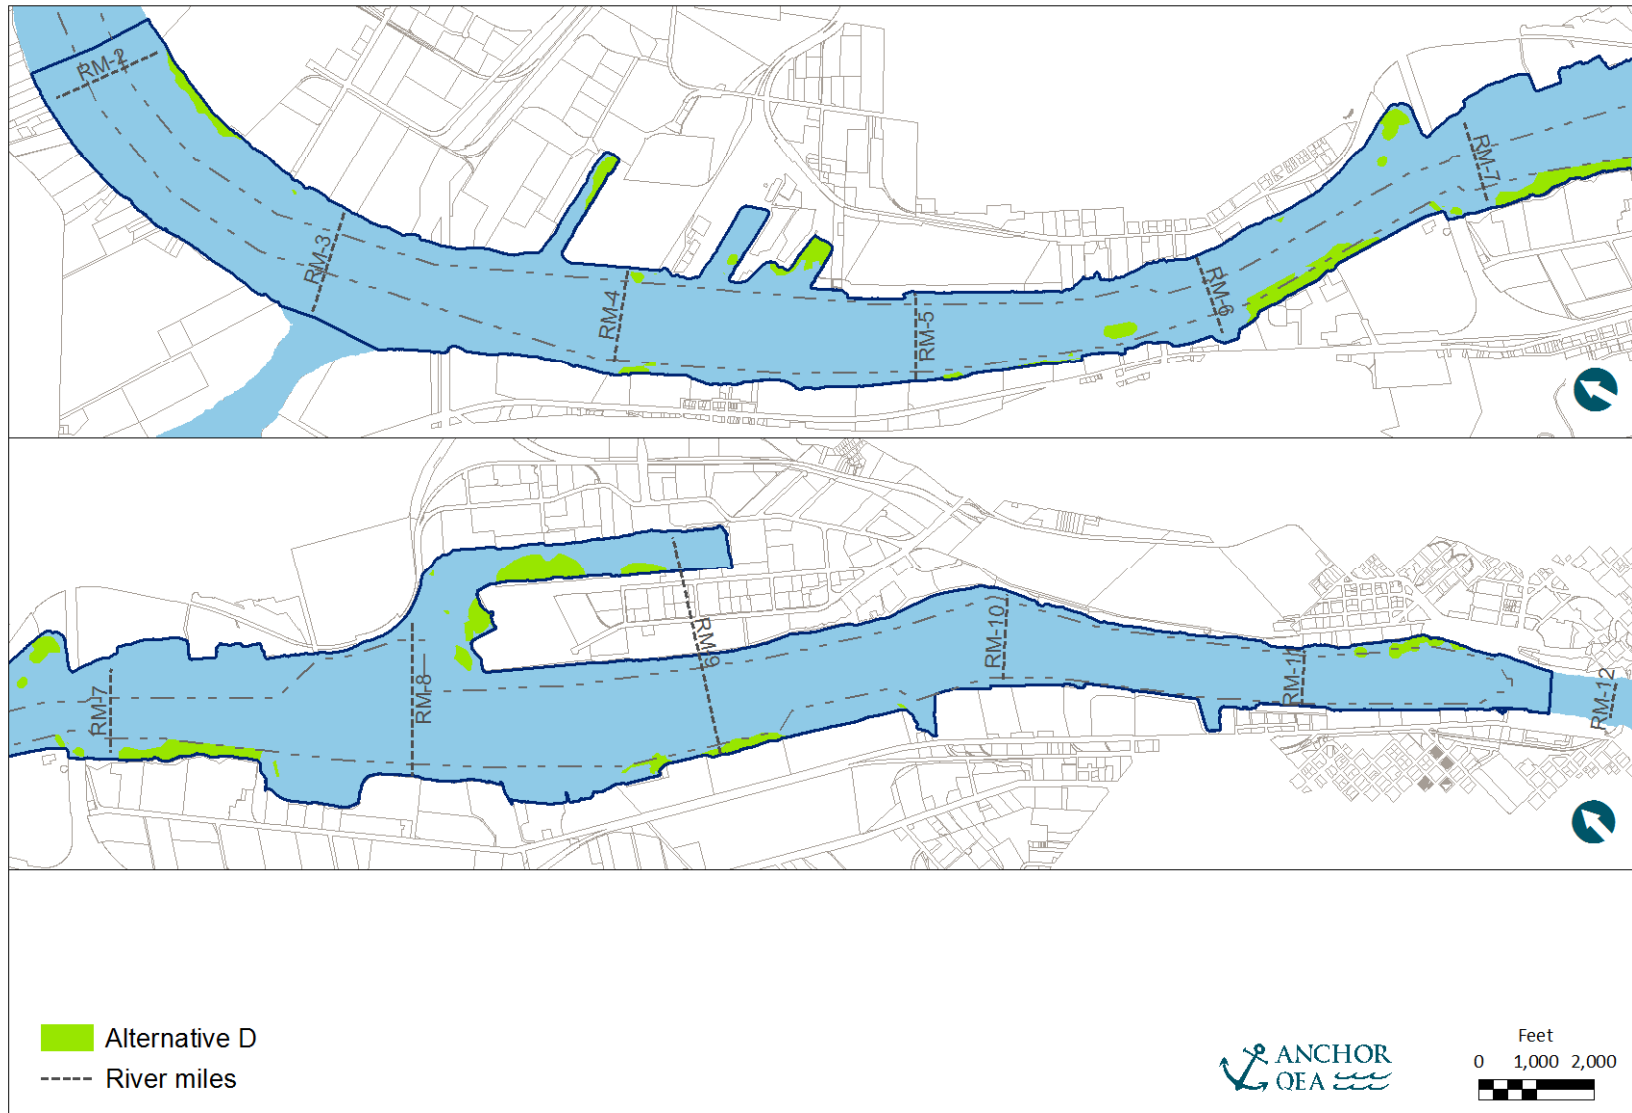 RM-2
RM-3
RM-4
RM-5
RM-6
RM-7
RM-7
RM-8
RM-9
RM-10
RM-11
RM-12
Alternative D
River miles
ANCHOR
QEA
Feet
0 1,000 2,000